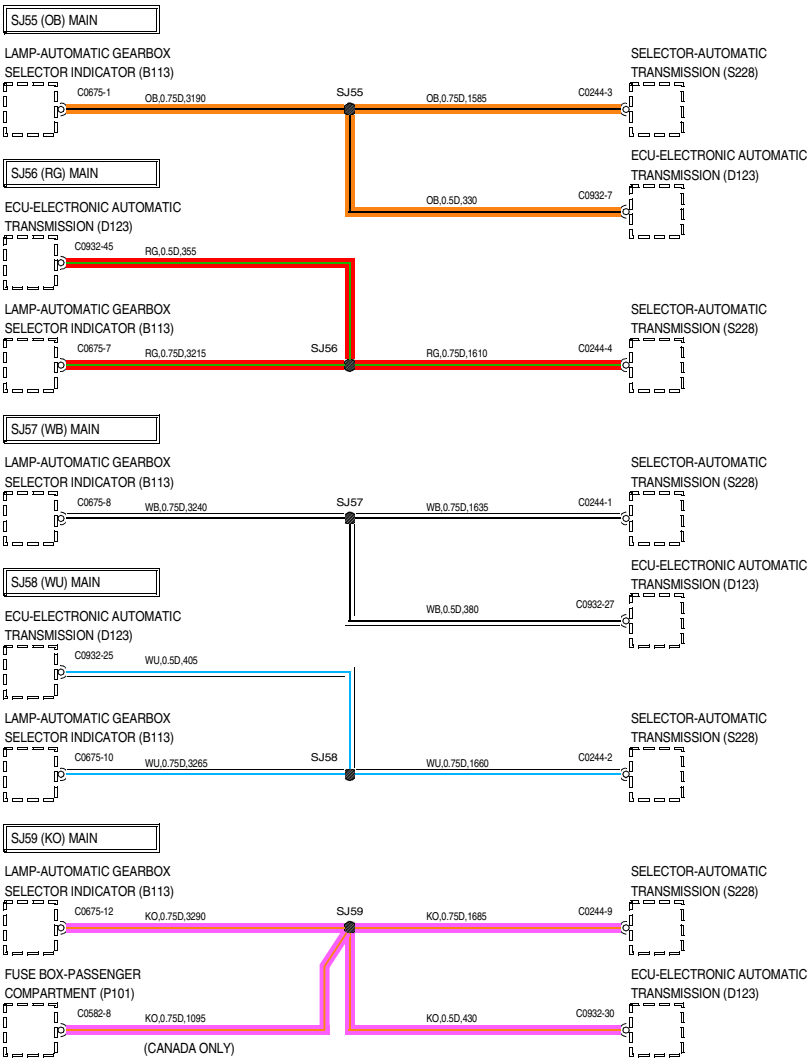 SJ55 (OB) MAIN
LAMP-AUTOMATIC GEARBOX
SELECTOR INDICATOR (B113)
C0675-1
OB,0.75D,3190
SJ55
OB,0.75D,1585
C0244-3
SELECTOR-AUTOMATIC
TRANSMISSION (S228)
ECU-ELECTRONIC AUTOMATIC
TRANSMISSION (D123)
OB,0.5D,330
C0932-7
SJ56 (RG) MAIN
ECU-ELECTRONIC AUTOMATIC
TRANSMISSION (D123)
C0932-45
RG,0.5D,355
LAMP-AUTOMATIC GEARBOX
SELECTOR INDICATOR (B113)
C0675-7
RG,0.75D,3215
SJ56
RG,0.75D,1610
C0244-4
SELECTOR-AUTOMATIC
TRANSMISSION (S228)
SJ57 (WB) MAIN
LAMP-AUTOMATIC GEARBOX
SELECTOR INDICATOR (B113)
C0675-8
WB,0.75D,3240
SJ57
WB,0.75D,1635
C0244-1
SELECTOR-AUTOMATIC
TRANSMISSION (S228)
ECU-ELECTRONIC AUTOMATIC
TRANSMISSION (D123)
WB,0.5D,380
C0932-27
SJ58 (WU) MAIN
ECU-ELECTRONIC AUTOMATIC
TRANSMISSION (D123)
C0932-25
WU,0.5D,405
LAMP-AUTOMATIC GEARBOX
SELECTOR INDICATOR (B113)
C0675-10
WU,0.75D,3265
SJ58
WU,0.75D,1660
C0244-2
SELECTOR-AUTOMATIC
TRANSMISSION (S228)
SJ59 (KO) MAIN
LAMP-AUTOMATIC GEARBOX
SELECTOR INDICATOR (B113)
C0675-12
KO,0.75D,3290
SJ59
KO,0.75D,1685
C0244-9
SELECTOR-AUTOMATIC
TRANSMISSION (S228)
FUSE BOX-PASSENGER
COMPARTMENT (P101)
C0582-8
KO,0.75D,1095
(CANADA ONLY)
KO,0.5D,430
C0932-30
ECU-ELECTRONIC AUTOMATIC
TRANSMISSION (D123)